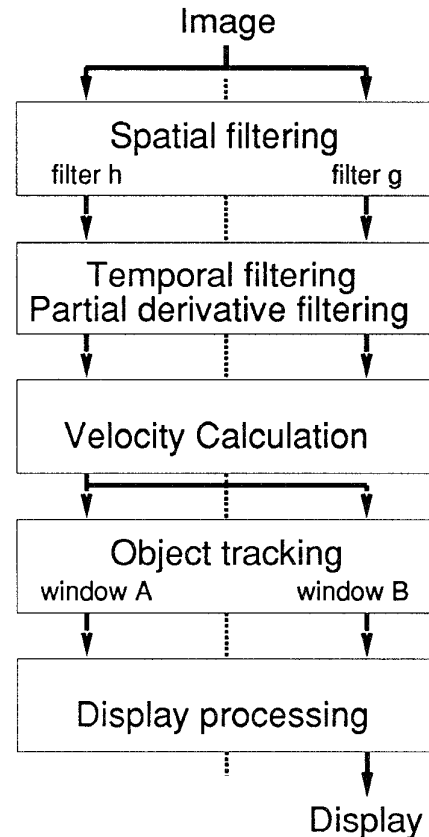 Image
Spatial filtering
filter h filter g
Temporal filtering
Partial derivative filtering
Velocity Calculation
Object tracking
window A window B
Display processing
Display